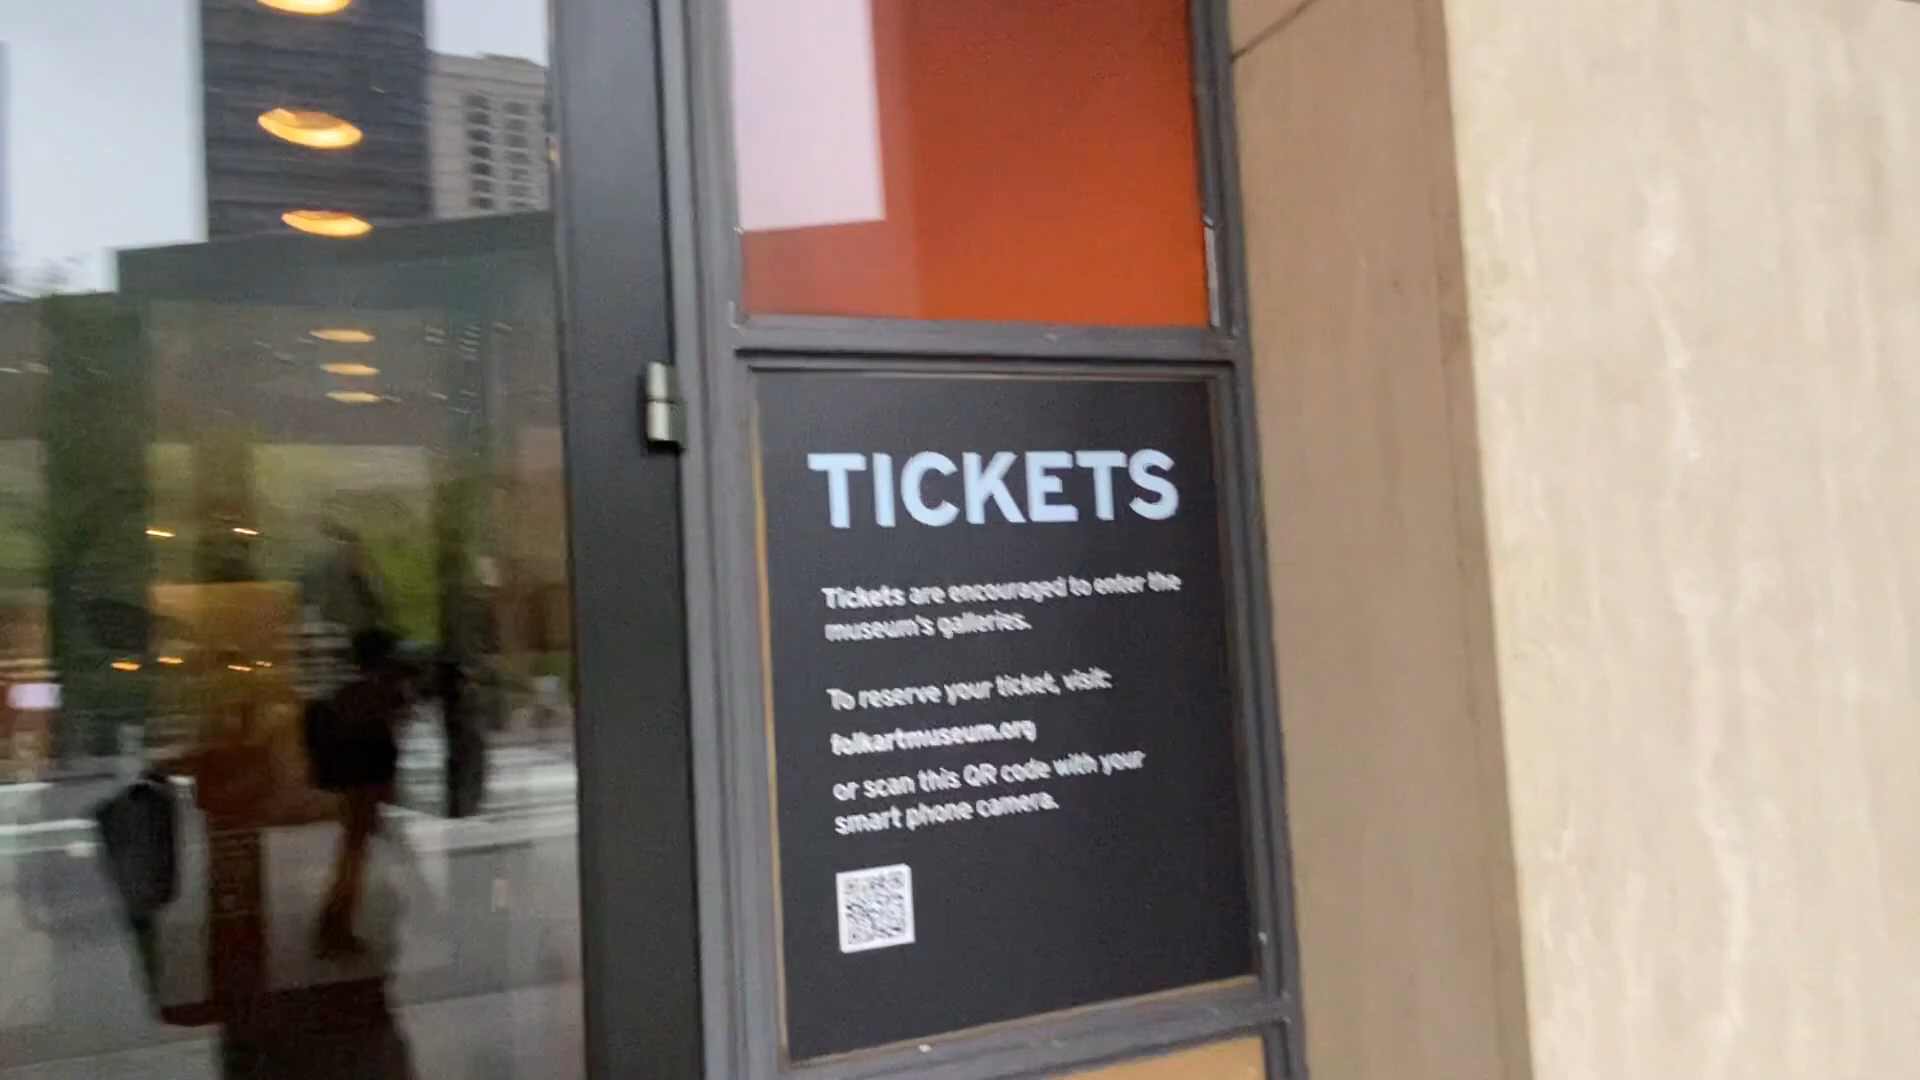 TICKETS
Tickets are encouraged to enter the
museum's galleries.
To reserve your ticket, visit:
folkartmuseum.org
or scan this QR code with your
smart phone camera.